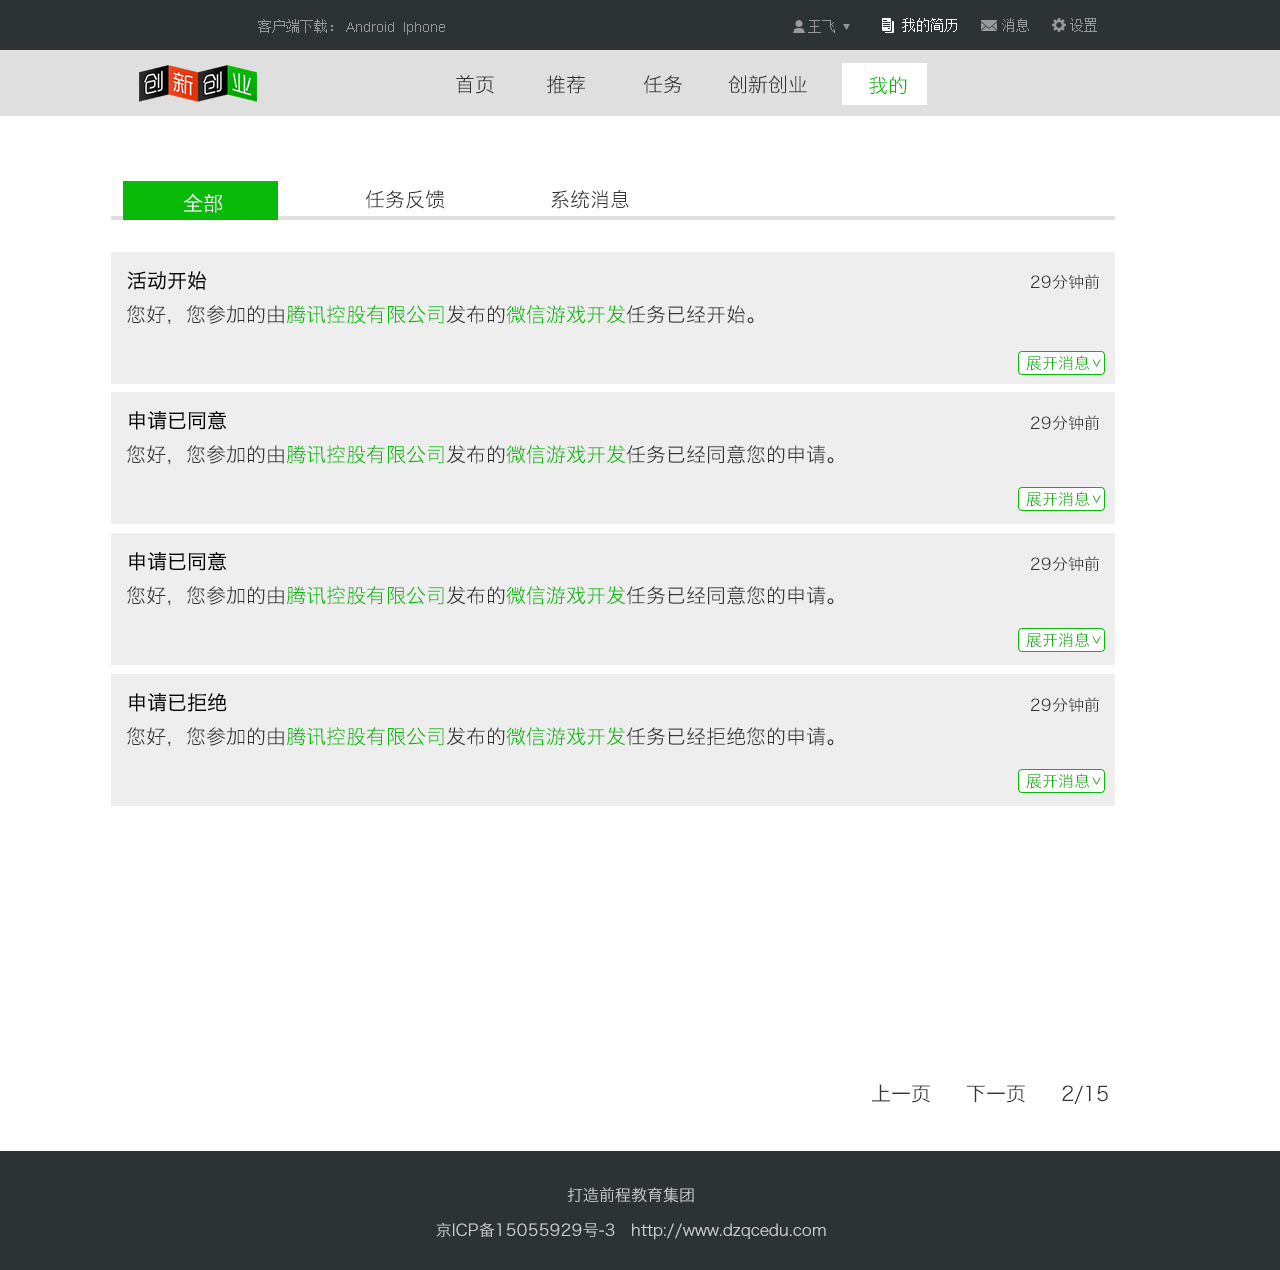 客户端下载： Android Iphone 王飞 ▼ 我的简历 消息 设置
创新创业 首页 推荐 任务 创新创业 我的
全部 任务反馈 系统消息
活动开始 29分钟前
您好，您参加的由腾讯控股有限公司发布的微信游戏开发任务已经开始。
展开消息
申请已同意 29分钟前
您好，您参加的由腾讯控股有限公司发布的微信游戏开发任务已经同意您的申请。
展开消息
申请已同意 29分钟前
您好，您参加的由腾讯控股有限公司发布的微信游戏开发任务已经同意您的申请。
展开消息
申请已拒绝 29分钟前
您好，您参加的由腾讯控股有限公司发布的微信游戏开发任务已经拒绝您的申请。
展开消息
上一页 下一页 2/15
打造前程教育集团
京ICP备15055929号-3 http://www.dzqcedu.com